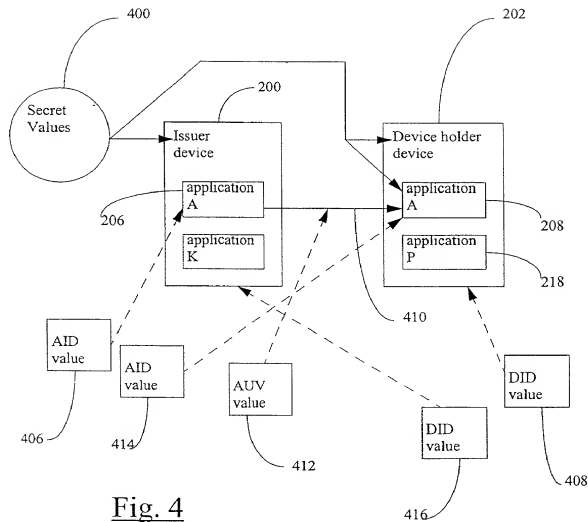 400
202
200
Secret
Values
Issuer
device
Device holder
device
application
A
application
A
206
208
application
K
application
P
218
410
AID
value
AID
value
AUV
value
DID
value
DID
value
406
414
412
408
416
Fig. 4